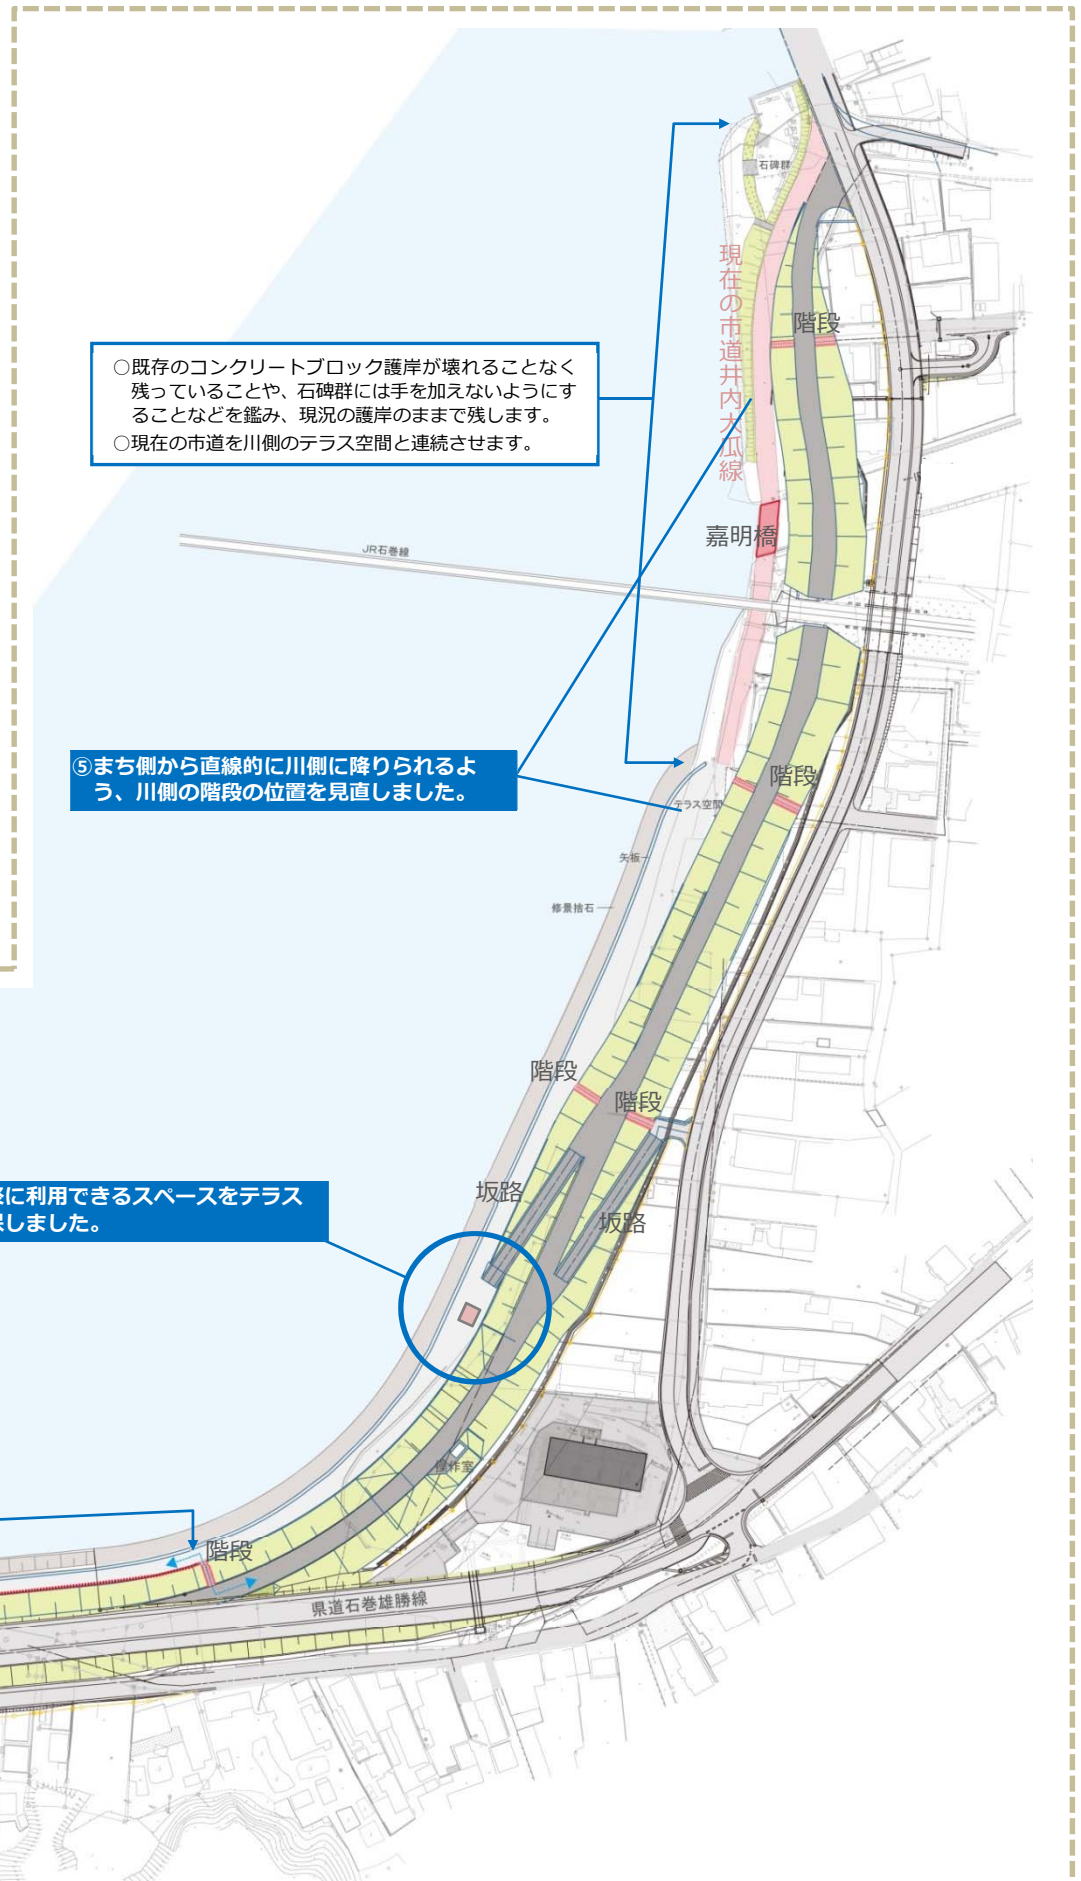 石碑群
現在の市道井内大瓜線
階段
○既存のコンクリートブロック護岸が壊れることなく
残っていることや、石碑群には手を加えないようにす
ることなどを鑑み、現況の護岸のままで残します。
○現在の市道を川側のテラス空間と連続させます。
嘉明橋
JR石巻線
⑤まち側から直線的に川側に降りられるよ
う、川側の階段の位置を見直しました。
階段
テラス空間
矢板
修景捨石
階段
階段
坂路
に利用できるスペースをテラス
しました。
坂路
操作室
階段
県道石巻雄勝線